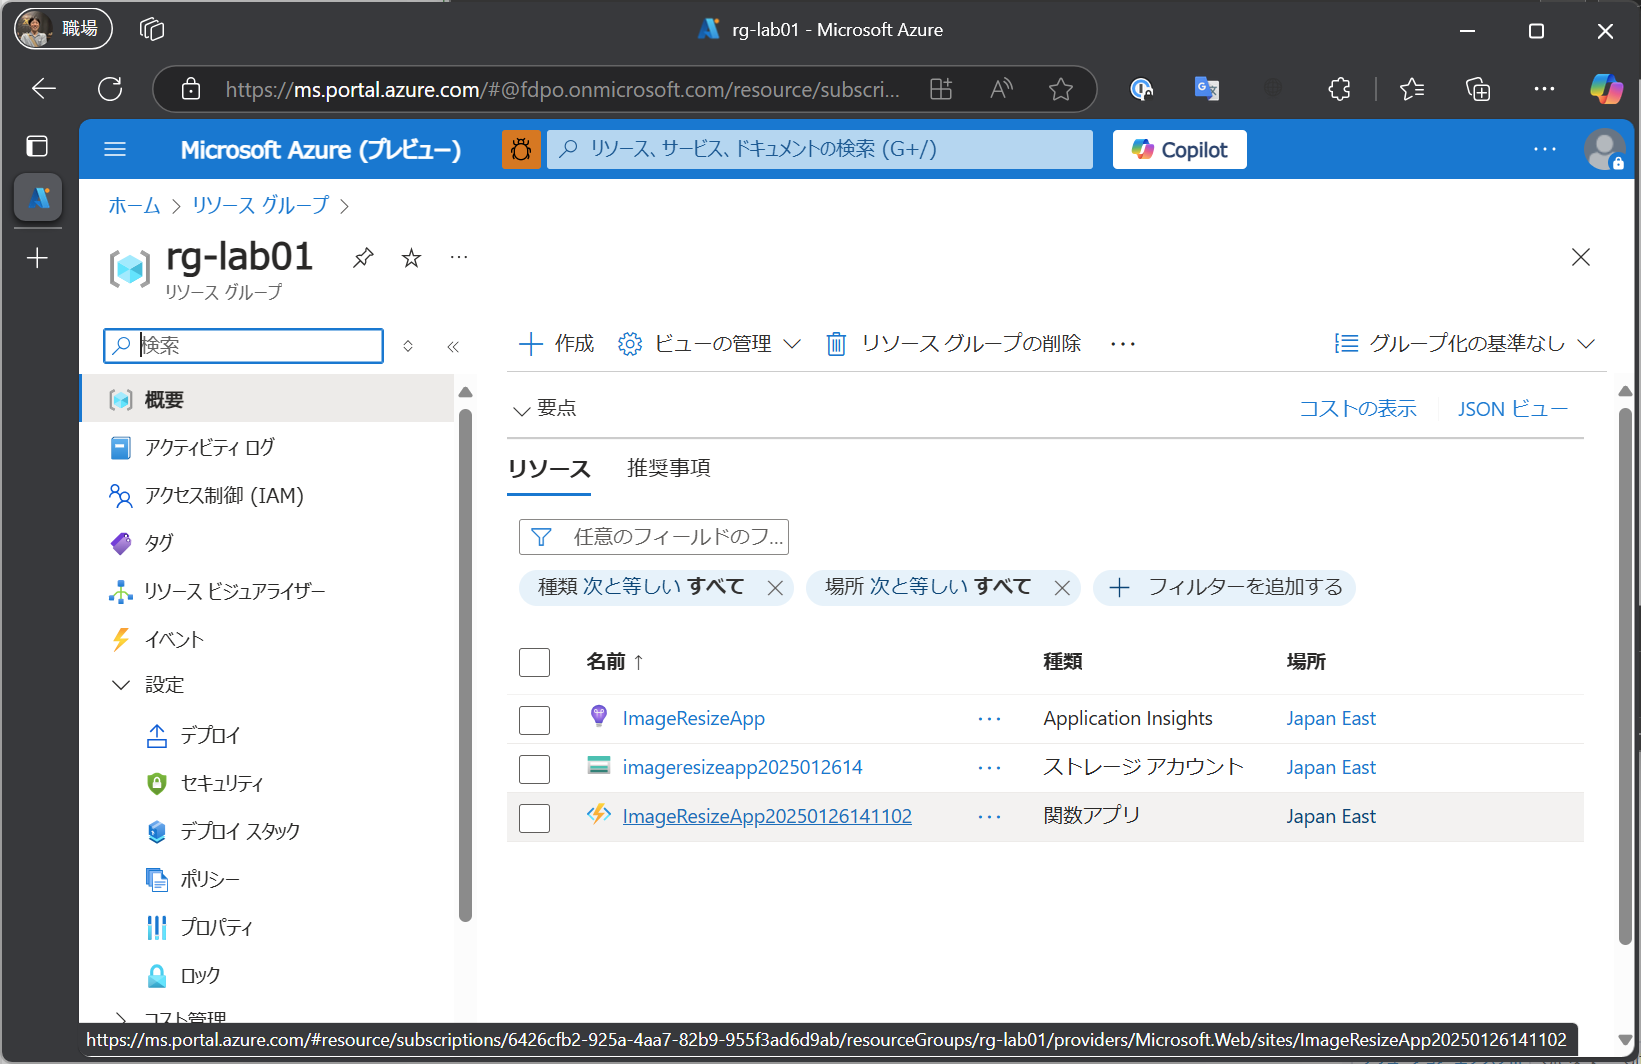 職場
rg-lab01 - Microsoft Azure
https://ms.portal.azure.com/#@fdpo.onmicrosoft.com/resource/subscri...
Microsoft Azure (プレビュー)
リソース、サービス、ドキュメントの検索 (G+/)
Copilot
ホーム > リソース グループ >
rg-lab01
リソース グループ
検索
作成
ビューの管理
リソース グループの削除
グループ化の基準なし
概要
アクティビティ ログ
アクセス制御 (IAM)
タグ
リソース ビジュアライザー
イベント
設定
デプロイ
セキュリティ
デプロイ スタック
ポリシー
プロパティ
ロック
コスト管理
要点
コストの表示
JSON ビュー
リソース
推奨事項
任意のフィールドのフ...
種類 次と等しい すべて
場所 次と等しい すべて
フィルターを追加する
名前 ↑ 種類 場所
ImageResizeApp Application Insights Japan East
imageresizeapp2025012614 ストレージ アカウント Japan East
ImageResizeApp20250126141102 関数アプリ Japan East
https://ms.portal.azure.com/#resource/subscriptions/6426cfb2-925a-4aa7-82b9-955f3ad6d9ab/resourceGroups/rg-lab01/providers/Microsoft.Web/sites/ImageResizeApp20250126141102